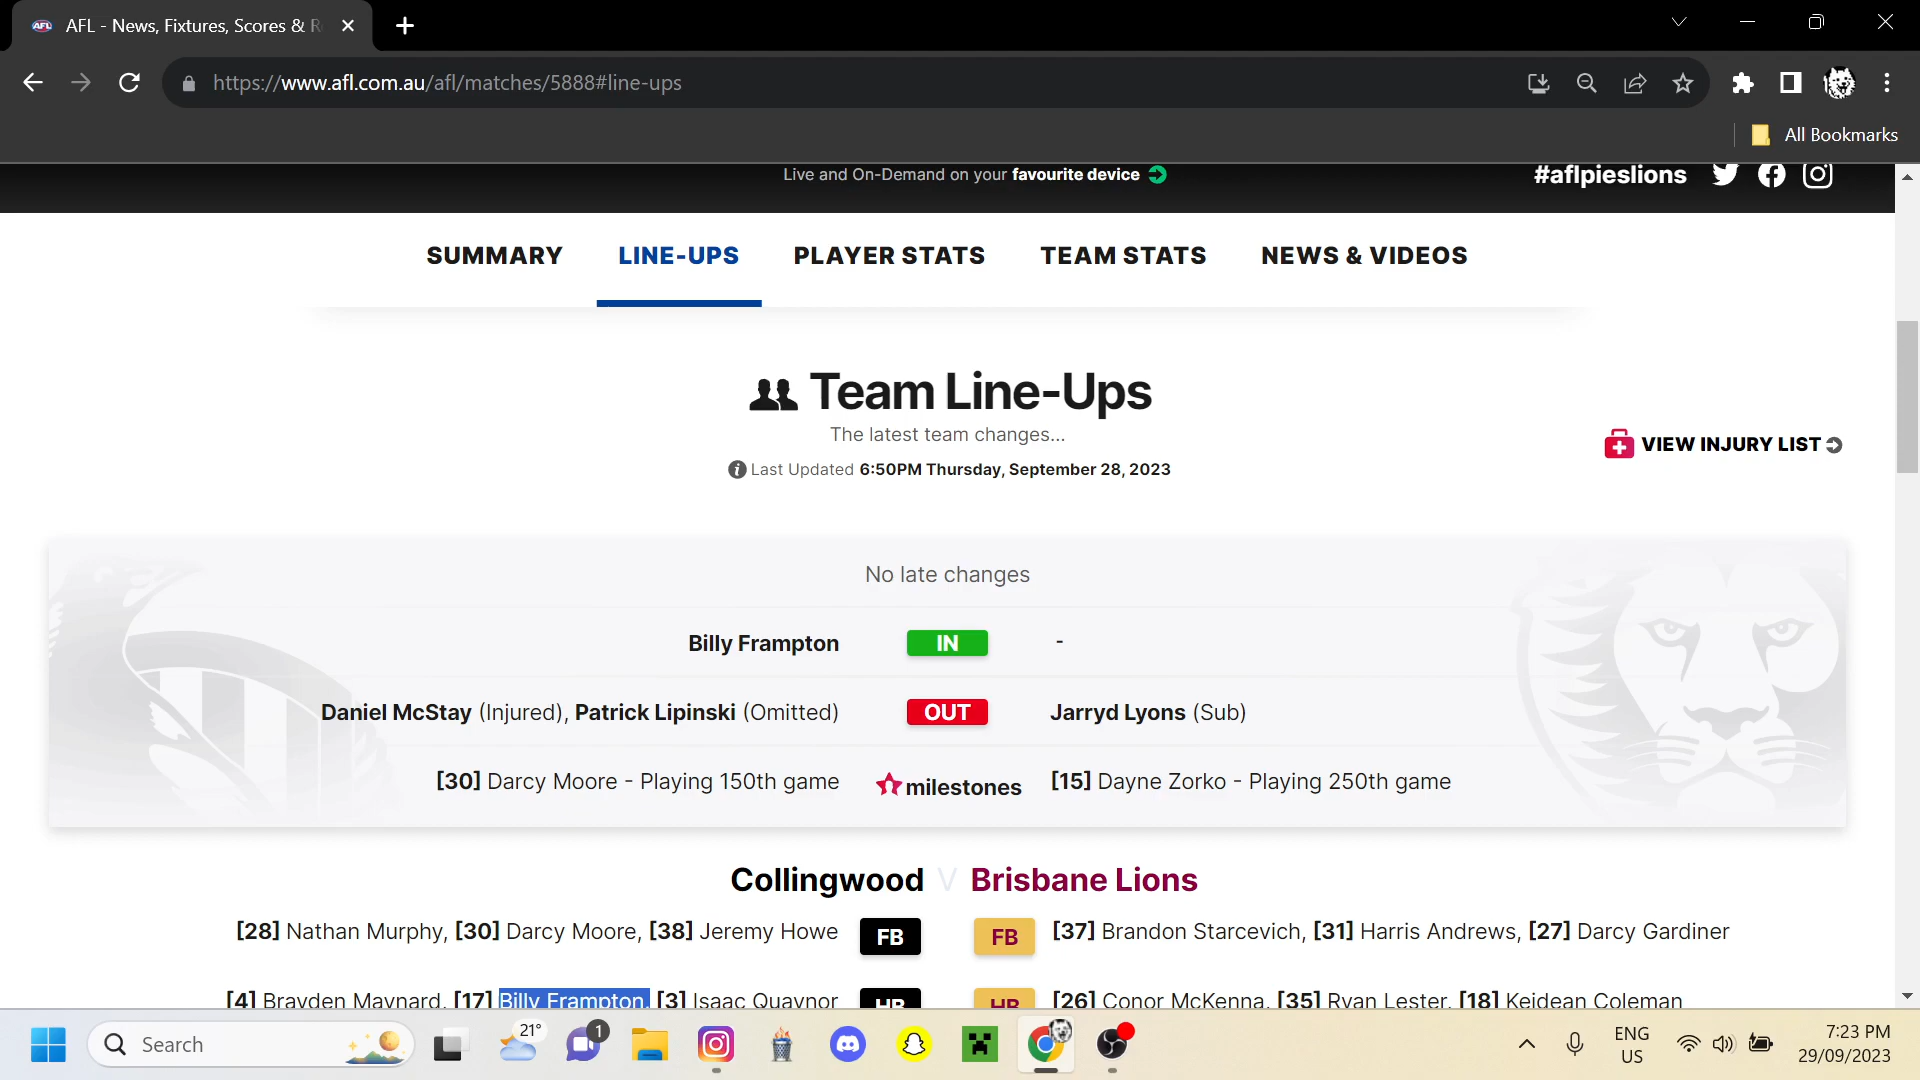 AFL - News, Fixtures, Scores & R
https://www.afl.com.au/afl/matches/5888#line-ups
All Bookmarks
Live and On-Demand on your favourite device
#aflpieslions
SUMMARY LINE-UPS PLAYER STATS TEAM STATS NEWS & VIDEOS
Team Line-Ups
The latest team changes...
VIEW INJURY LIST
Last Updated 6:50PM Thursday, September 28, 2023
No late changes
Billy Frampton IN -
Daniel McStay (Injured), Patrick Lipinski (Omitted) OUT Jarryd Lyons (Sub)
[30] Darcy Moore - Playing 150th game milestones [15] Dayne Zorko - Playing 250th game
Collingwood V Brisbane Lions
[28] Nathan Murphy, [30] Darcy Moore, [38] Jeremy Howe FB FB [37] Brandon Starcevich, [31] Harris Andrews, [27] Darcy Gardiner
[4] Brayden Maynard, [17] Billy Frampton, [3] Isaac Quaynor HB HB [26] Conor McKenna, [35] Ryan Lester, [18] Keidean Coleman
Search
21°
1
ENG
US
7:23 PM
29/09/2023